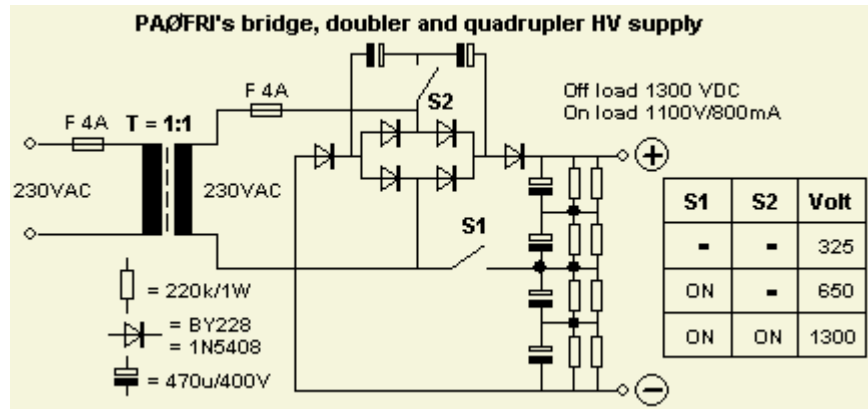 PAØFRI's bridge, doubler and quadrupler HV supply
F 4A
T = 1:1
F 4A
S2
Off load 1300 VDC
On load 1100V/800mA
230VAC
230VAC
S1
+
−
= 220k/1W
= BY228
= 1N5408
= 470u/400V
S1 S2 Volt
- - 325
ON - 650
ON ON 1300